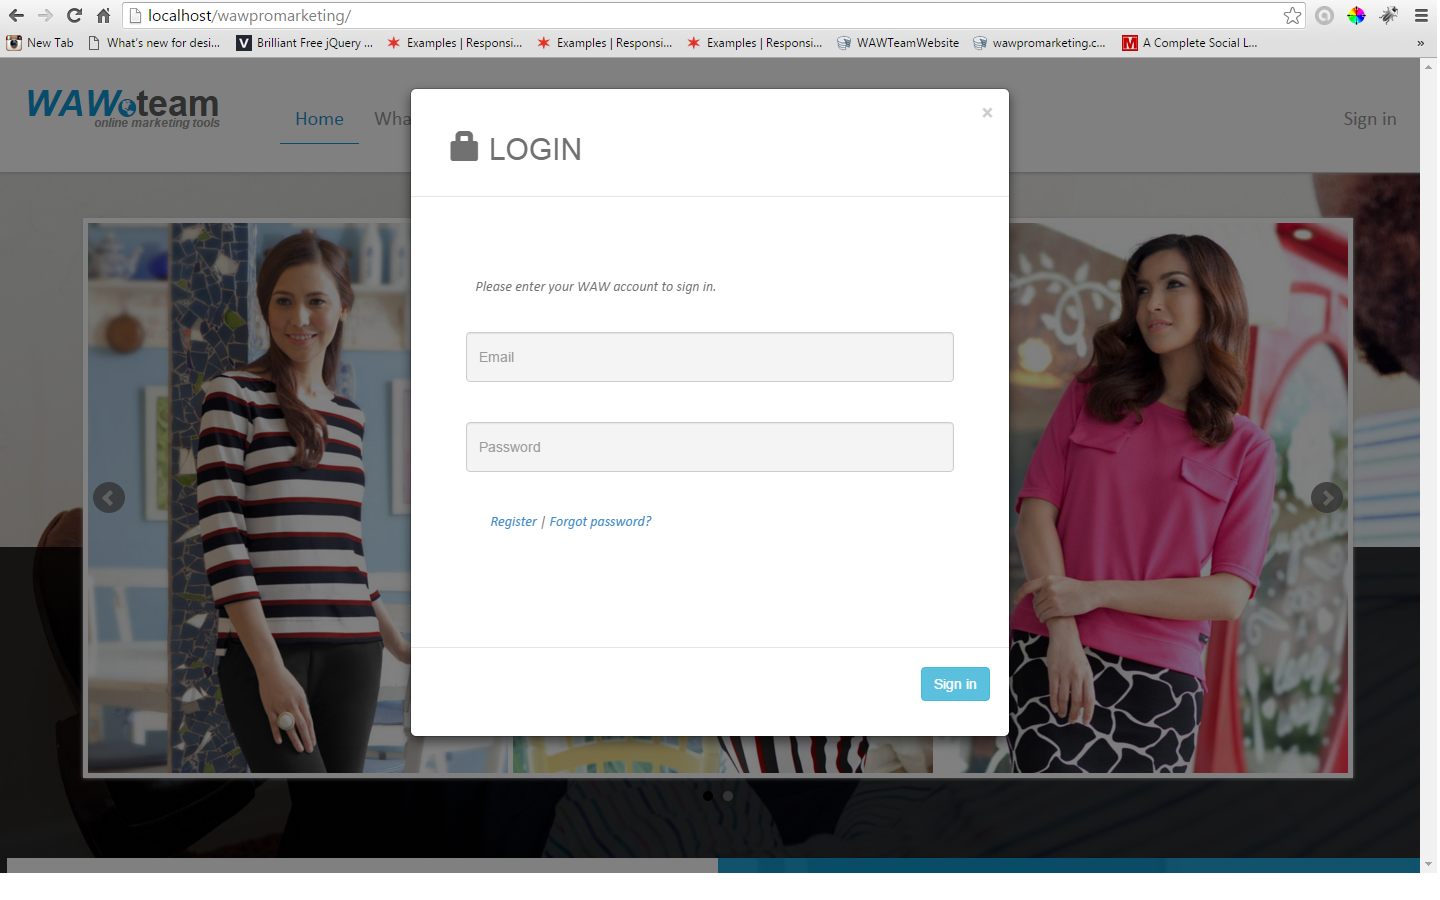 localhost/wawpromarketing/
New Tab
What's new for desi...
Brilliant Free jQuery ...
Examples | Responsi...
Examples | Responsi...
Examples | Responsi...
WAWTeamWebsite
wawpromarketing.c...
A Complete Social L...
»
WAW team
online marketing tools
Home
Wha
Sign in
×
LOGIN
Please enter your WAW account to sign in.
Email
Password
Register | Forgot password?
Sign in